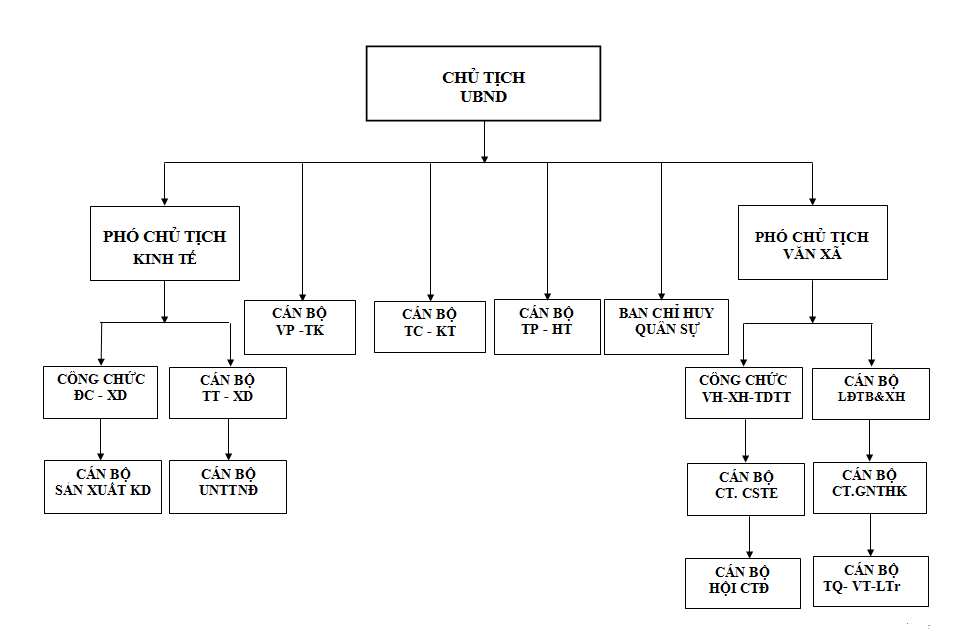 CHỦ TỊCH
UBND
PHÓ CHỦ TỊCH
KINH TẾ
PHÓ CHỦ TỊCH
VĂN XÃ
CÁN BỘ
VP -TK
CÁN BỘ
TC - KT
CÁN BỘ
TP - HT
BAN CHỈ HUY
QUÂN SỰ
CÔNG CHỨC
ĐC - XD
CÁN BỘ
TT - XD
CÔNG CHỨC
VH-XH-TDTT
CÁN BỘ
LĐTB&XH
CÁN BỘ
SẢN XUẤT KD
CÁN BỘ
UNTTNĐ
CÁN BỘ
CT. CSTE
CÁN BỘ
CT.GNTHK
CÁN BỘ
HỘI CTĐ
CÁN BỘ
TQ- VT-LTr